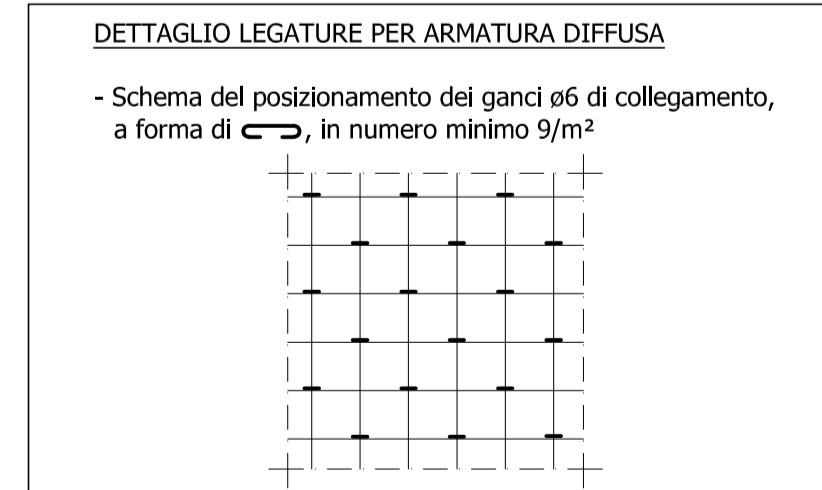 DETTAGLIO LEGATURE PER ARMATURA DIFFUSA
- Schema del posizionamento dei ganci ø6 di collegamento,
a forma di , in numero minimo 9/m²